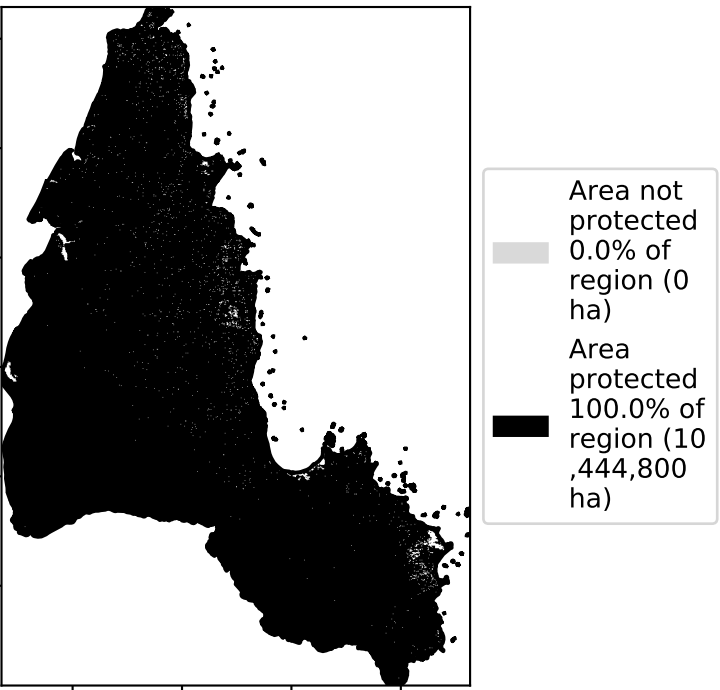 Area not
protected
0.0% of
region (0
ha)
Area
protected
100.0% of
region (10
,444,800
ha)